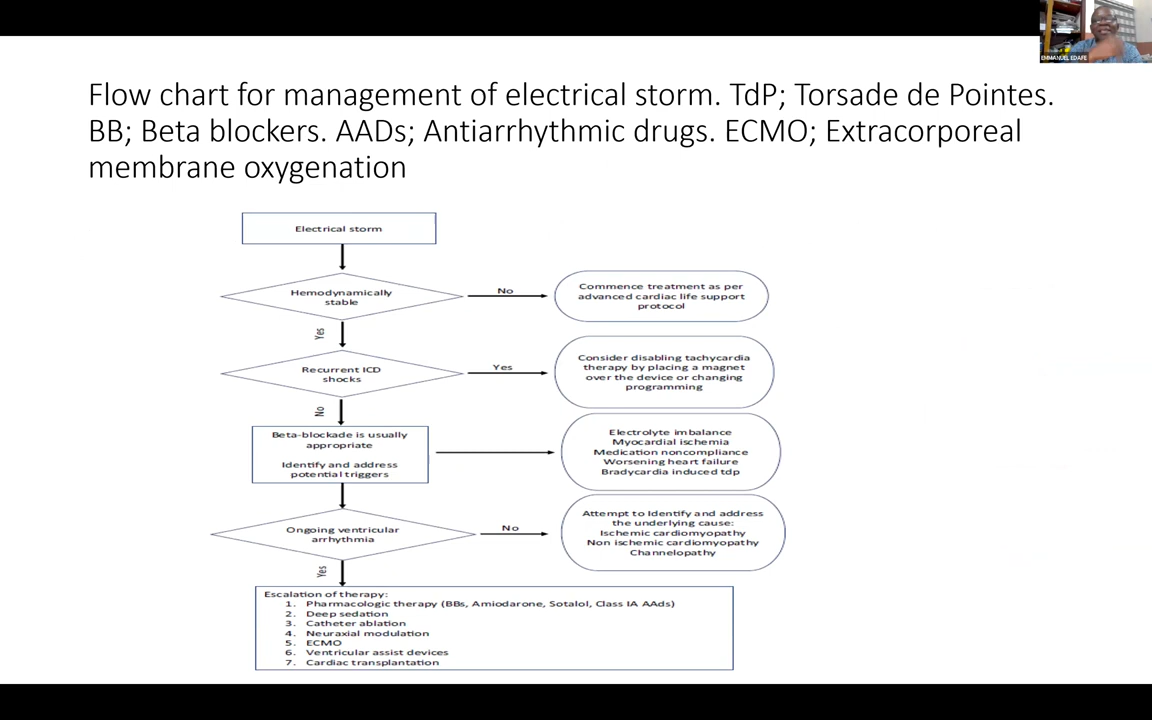 EMMANUEL EDAFE
Flow chart for management of electrical storm. TdP; Torsade de Pointes.
BB; Beta blockers. AADs; Antiarrhythmic drugs. ECMO; Extracorporeal
membrane oxygenation
Electrical storm
Hemodynamically
stable
No
Commence treatment as per
advanced cardiac life support
protocol
Yes
Recurrent ICD
shocks
Yes
Consider disabling tachycardia
therapy by placing a magnet
over the device or changing
programming
No
Beta-blockade is usually
appropriate
Identify and address
potential triggers
Electrolyte imbalance
Myocardial ischemia
Medication noncompliance
Worsening heart failure
Bradycardia induced tdp
Ongoing ventricular
arrhythmia
No
Attempt to Identify and address
the underlying cause:
Ischemic cardiomyopathy
Non ischemic cardiomyopathy
Channelopathy
Yes
Escalation of therapy:
1. Pharmacologic therapy (BBs, Amiodarone, Sotalol, Class IA AAds)
2. Deep sedation
3. Catheter ablation
4. Neuraxial modulation
5. ECMO
6. Ventricular assist devices
7. Cardiac transplantation